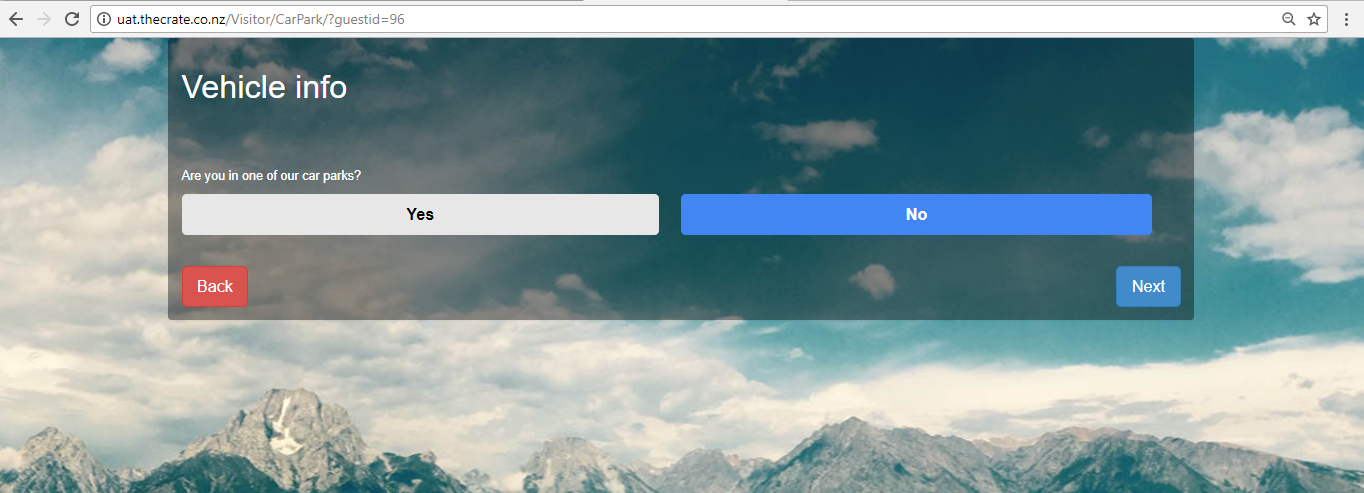 uat.thecrate.co.nz/Visitor/CarPark/?guestid=96
Vehicle info
Are you in one of our car parks?
Yes No
Back Next